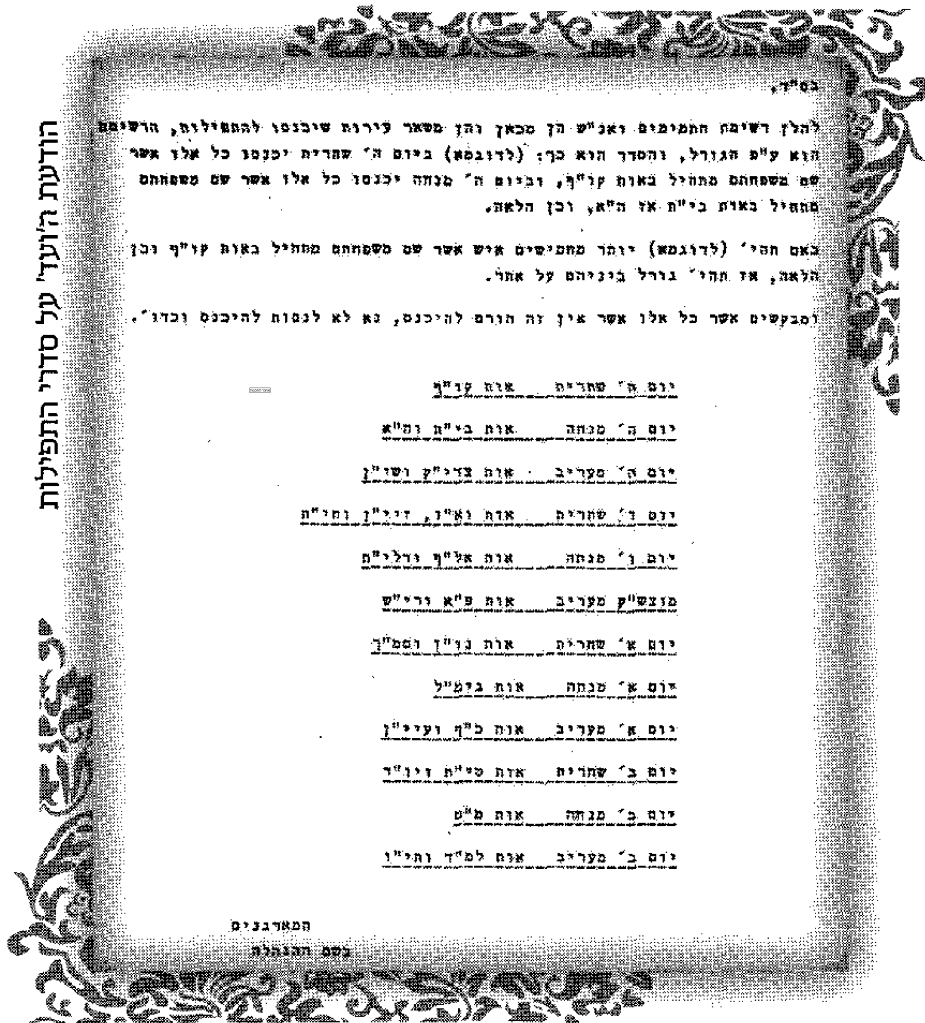 בס"ד,
להלן רשימת התמימים ואנ"ש הן מכאן והן משאר עירות שיכנסו להתפילות, הרשימה
הוא ע"פ הגורל, והסדר הוא כך: (לדוגמא) ביום ה' שחרית יכנסו כל אלו אשר
שם משפחתם מתחיל באות קו"ף, וביום ה' מנחה יכנסו כל אלו אשר שם משפחתם
מתחיל באות בי"ת או ה"א, וכן הלאה.
באם תהי' (לדוגמא) יותר מחמישים איש אשר שם משפחתם מתחיל באות קו"ף וכן
הלאה, אז תהי' גורל ביניהם על אתר.
ומבקשים אשר כל אלו אשר אין זה תורם להיכנס, נא לא לנסות להיכנס וכדו'.
יום ה' שחרית אות קו"ף
יום ה' מנחה אות בי"ת וה"א
יום ה' מעריב אות צדי"ק ושי"ן
יום ו' שחרית אות וא"ו, זיי"ן וחי"ת
יום ו' מנחה אות אל"ף ודלי"ת
מוצש"ק מעריב אות פ"א ורי"ש
יום א' שחרית אות נו"ן וסמ"ך
יום א' מנחה אות גימ"ל
יום א' מעריב אות כ"ף ועיי"ן
יום ב' שחרית אות טי"ת ויו"ד
יום ב' מנחה אות מ"ם
יום ב' מעריב אות למ"ד ותי"ו
המארגנים
בשם ההנהלה
הודעת ה'ועד' על סדרי התפילות